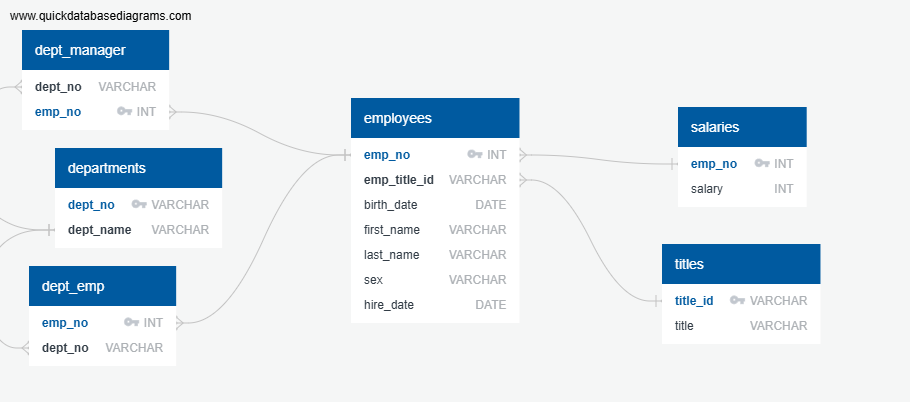 www.quickdatabasediagrams.com
dept_manager
dept_no VARCHAR
emp_no INT
departments
dept_no VARCHAR
dept_name VARCHAR
dept_emp
emp_no INT
dept_no VARCHAR
employees
emp_no INT
emp_title_id VARCHAR
birth_date DATE
first_name VARCHAR
last_name VARCHAR
sex VARCHAR
hire_date DATE
salaries
emp_no INT
salary INT
titles
title_id VARCHAR
title VARCHAR